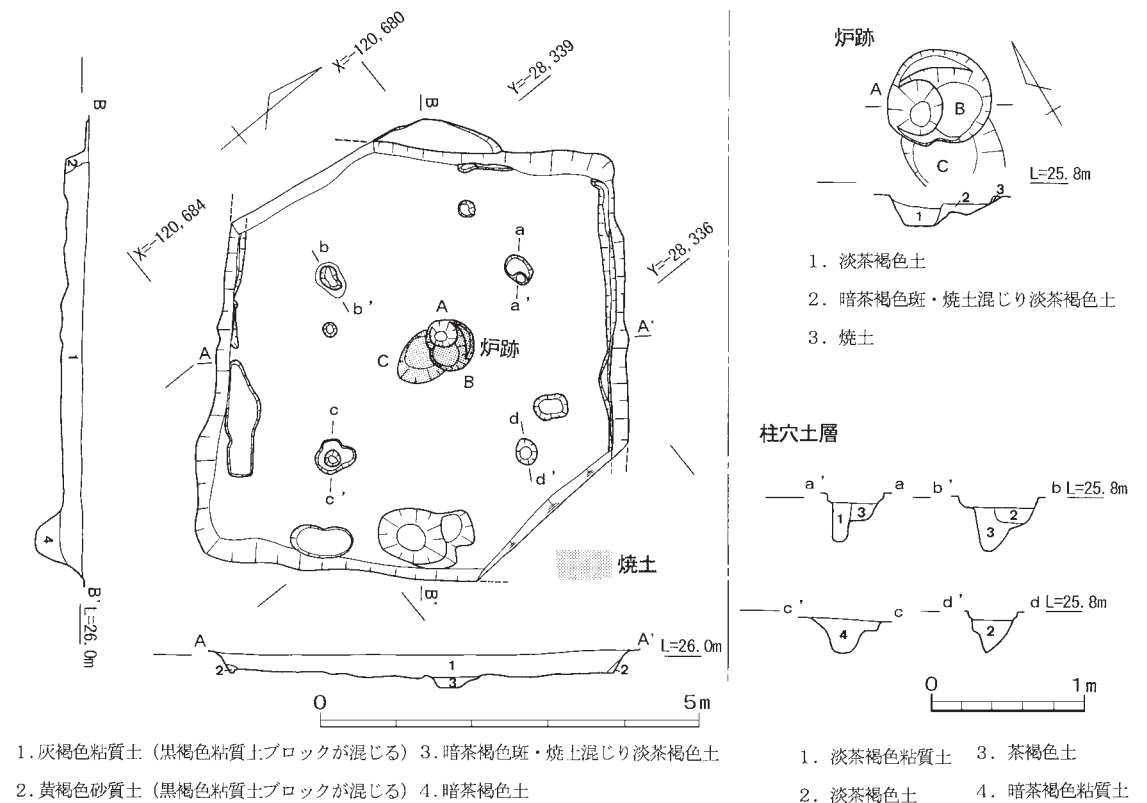 X=-120,680
Y=-28,339
B
B
2
X=-120,684
Y=-28,336
b
b'
a
a'
A
A
A'
炉跡
C
B
1
c
c'
d
d'
4
焼土
B'
B'
L=26.0m
A
A'
L=26.0m
1
2
2
3
0
5m
1.灰褐色粘質土（黒褐色粘質土ブロックが混じる）
2.黄褐色砂質土（黒褐色粘質土ブロックが混じる）
3.暗茶褐色斑・焼土混じり淡茶褐色土
4.暗茶褐土
炉跡
A
B
C
L=25.8m
1
2
3
1. 淡茶褐色土
2. 暗茶褐色斑・焼土混じり淡茶褐色土
3. 焼土
柱穴土層
a'
a
b'
b
L=25.8m
1
3
3
2
c'
c
d'
d
L=25.8m
4
2
0
1m
1. 淡茶褐色粘質土
2. 淡茶褐土
3. 茶褐色土
4. 暗茶褐色粘質土